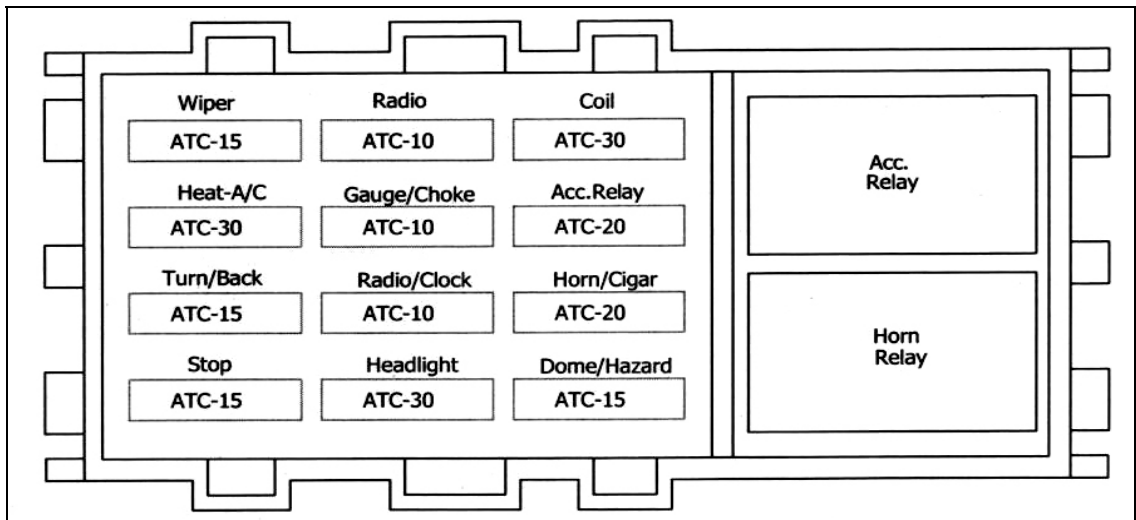 Wiper Radio Coil
ATC-15 ATC-10 ATC-30
Heat-A/C Gauge/Choke Acc.Relay
ATC-30 ATC-10 ATC-20
Turn/Back Radio/Clock Horn/Cigar
ATC-15 ATC-10 ATC-20
Stop Headlight Dome/Hazard
ATC-15 ATC-30 ATC-15
Acc.
Relay
Horn
Relay